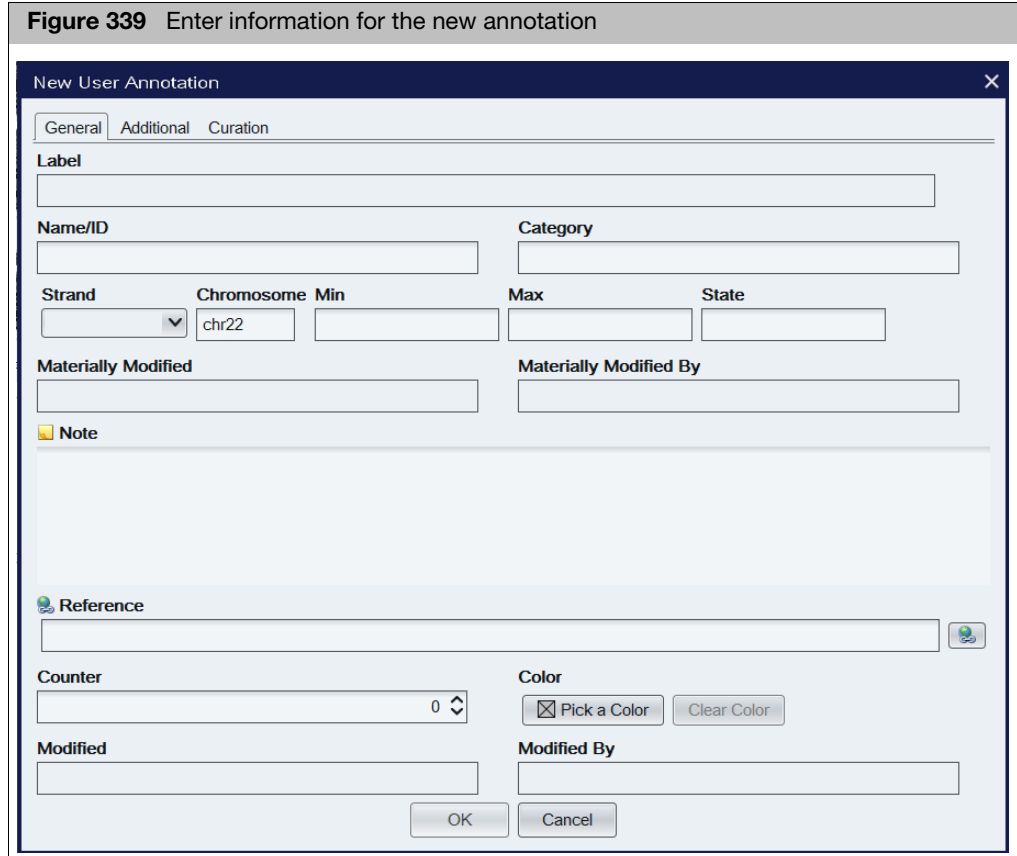 Figure 339 Enter information for the new annotation
New User Annotation
General Additional Curation
Label
Name/ID Category
Strand Chromosome Min Max State
chr22
Materially Modified Materially Modified By
Note
Reference
Counter Color
0 Pick a Color Clear Color
Modified Modified By
OK Cancel